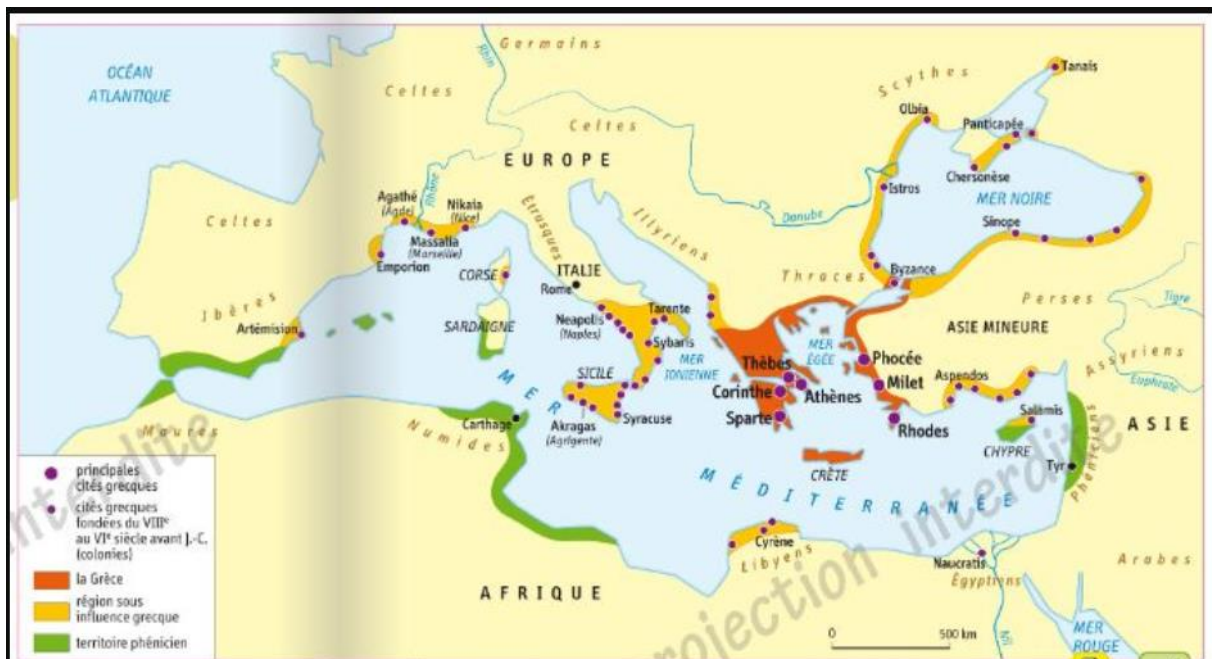 Germains
OCÉAN
ATLANTIQUE
Rhin
Celtes
Scythes
Tanaïs
Olbia
Panticapée
Celtes
EUROPE
Chersonèse
Istros
MER NOIRE
Rhône
Agathé
(Agde)
Nikaia
(Nice)
Massalia
(Marseille)
Emporion
Celtes
Étrusques
Illyriens
Danube
Sinope
CORSE
ITALIE
Rome
Thraces
Byzance
Perses
Tigre
Ibères
Artémision
SARDAIGNE
Neapolis
(Naples)
Tarente
Sybaris
MER
ÉGÉE
ASIE MINEURE
MER
IONIENNE
Thèbes
Phocée
Assyriens
Euphrate
SICILE
Corinthe
Athènes
Milet
Aspendos
Sparte
Rhodes
Salamis
ASIE
Maures
Numides
Carthage
Akragas
(Agrigente)
Syracuse
CRÈTE
CHYPRE
Tyr
Phéniciens
MER MÉDITERRANÉE
Cyrène
Libyens
Naucratis
Égyptiens
Arabes
AFRIQUE
Nil
MER
ROUGE
0 500 km
principales
cités grecques
cités grecques
fondées du VIIIe
au VIe siècle avant J.-C.
(colonies)
la Grèce
région sous
influence grecque
territoire phénicien
interdite
projection interdite